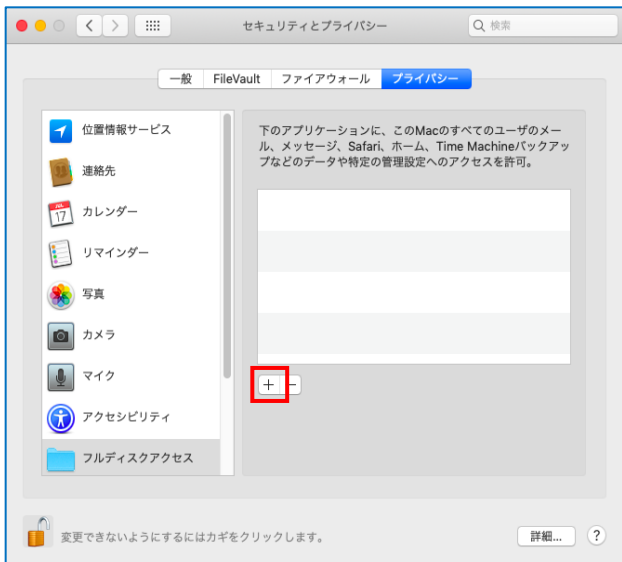 セキュリティとプライバシー
検索
一般
FileVault
ファイアウォール
プライバシー
位置情報サービス
連絡先
カレンダー
リマインダー
写真
カメラ
マイク
アクセシビリティ
フルディスクアクセス
下のアプリケーションに、このMacのすべてのユーザのメー
ル、メッセージ、Safari、ホーム、Time Machineバックアッ
プなどのデータや特定の管理設定へのアクセスを許可。
JUL
17
+
−
変更できないようにするにはカギをクリックします。
詳細...
?